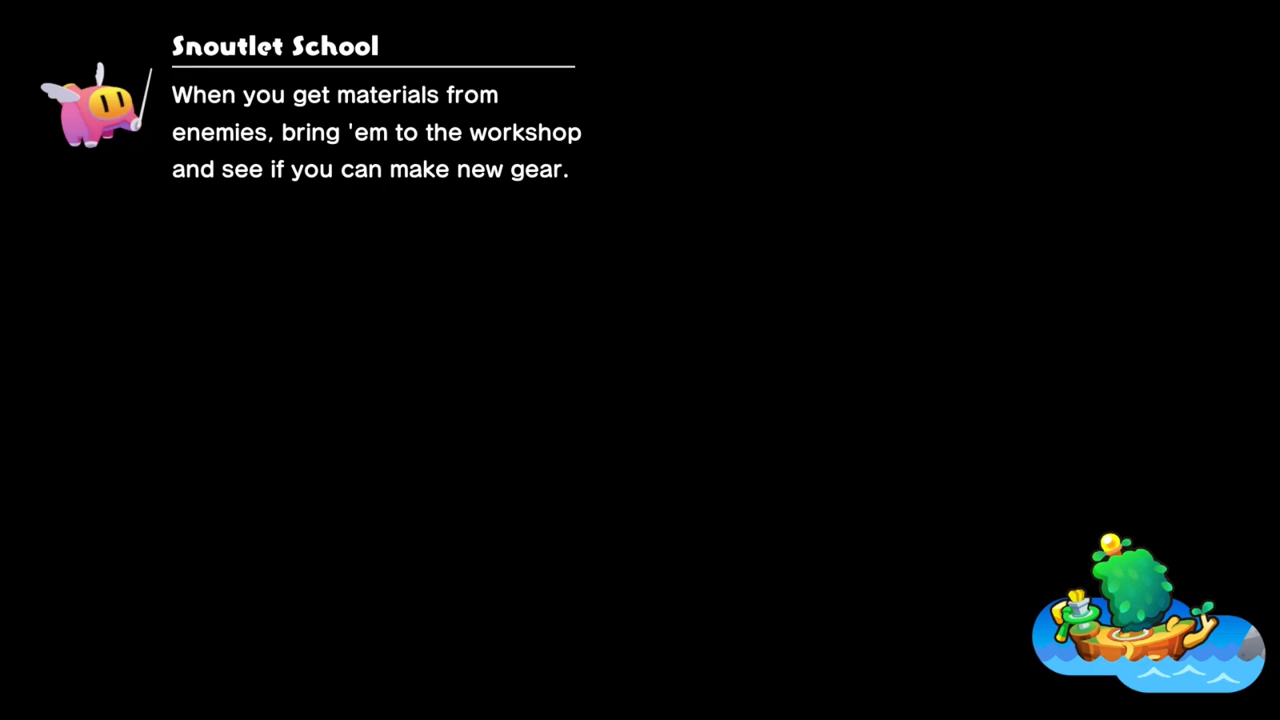 Snoutlet School
When you get materials from
enemies, bring 'em to the workshop
and see if you can make new gear.